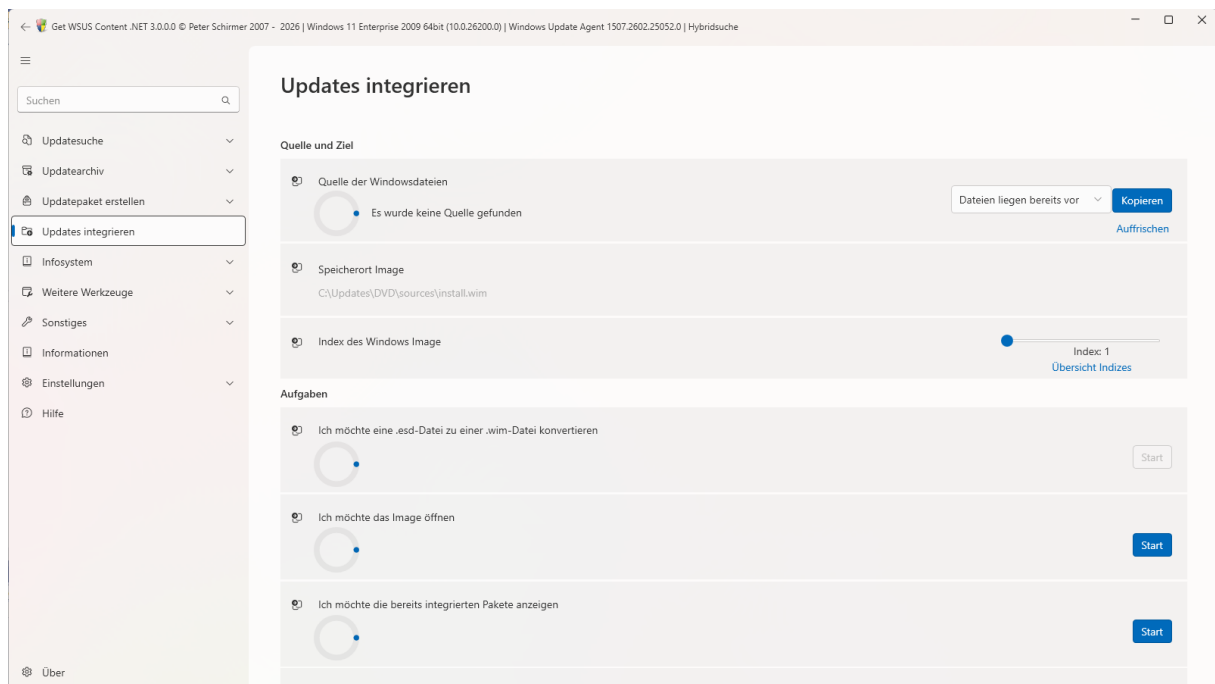 Get WSUS Content .NET 3.0.0.0 © Peter Schirmer 2007 - 2026 | Windows 11 Enterprise 2009 64bit (10.0.26200.0) | Windows Update Agent 1507.2602.25052.0 | Hybridsuche
Suchen
Updatesuche
Updatearchiv
Updatepaket erstellen
Updates integrieren
Infosystem
Weitere Werkzeuge
Sonstiges
Informationen
Einstellungen
Hilfe
Über
Updates integrieren
Quelle und Ziel
Quelle der Windowsdateien
Es wurde keine Quelle gefunden
Dateien liegen bereits vor
Kopieren
Auffrischen
Speicherort Image
C:\Updates\DVD\sources\install.wim
Index des Windows Image
Index: 1
Übersicht Indizes
Aufgaben
Ich möchte eine .esd-Datei zu einer .wim-Datei konvertieren
Start
Ich möchte das Image öffnen
Start
Ich möchte die bereits integrierten Pakete anzeigen
Start